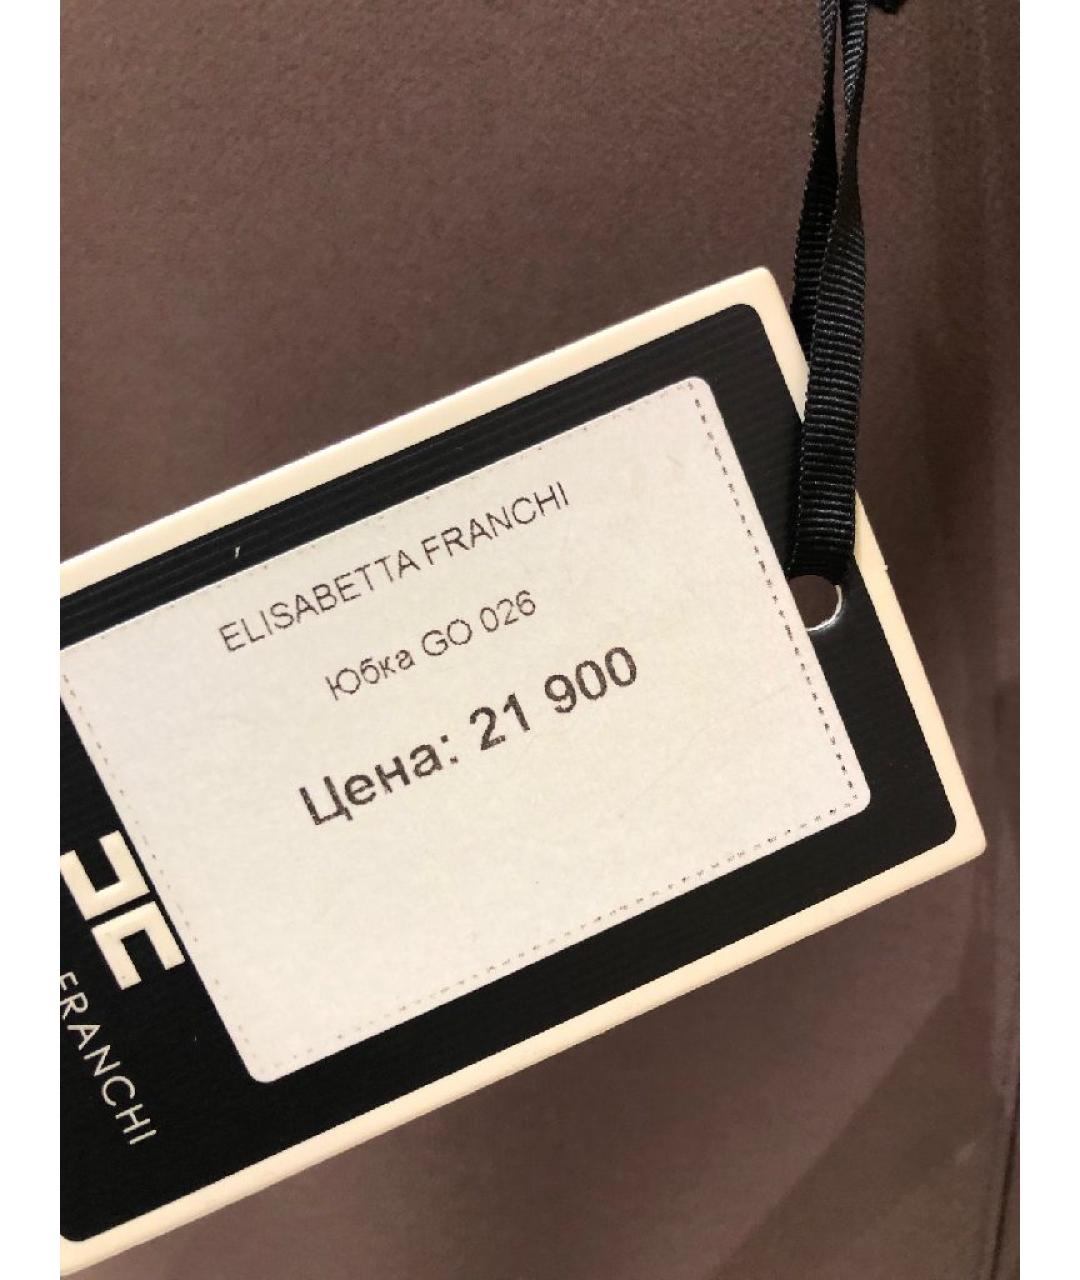 ELISABETTA FRANCHI
Юбка GO 026
Цена: 21 900
FRANCHI